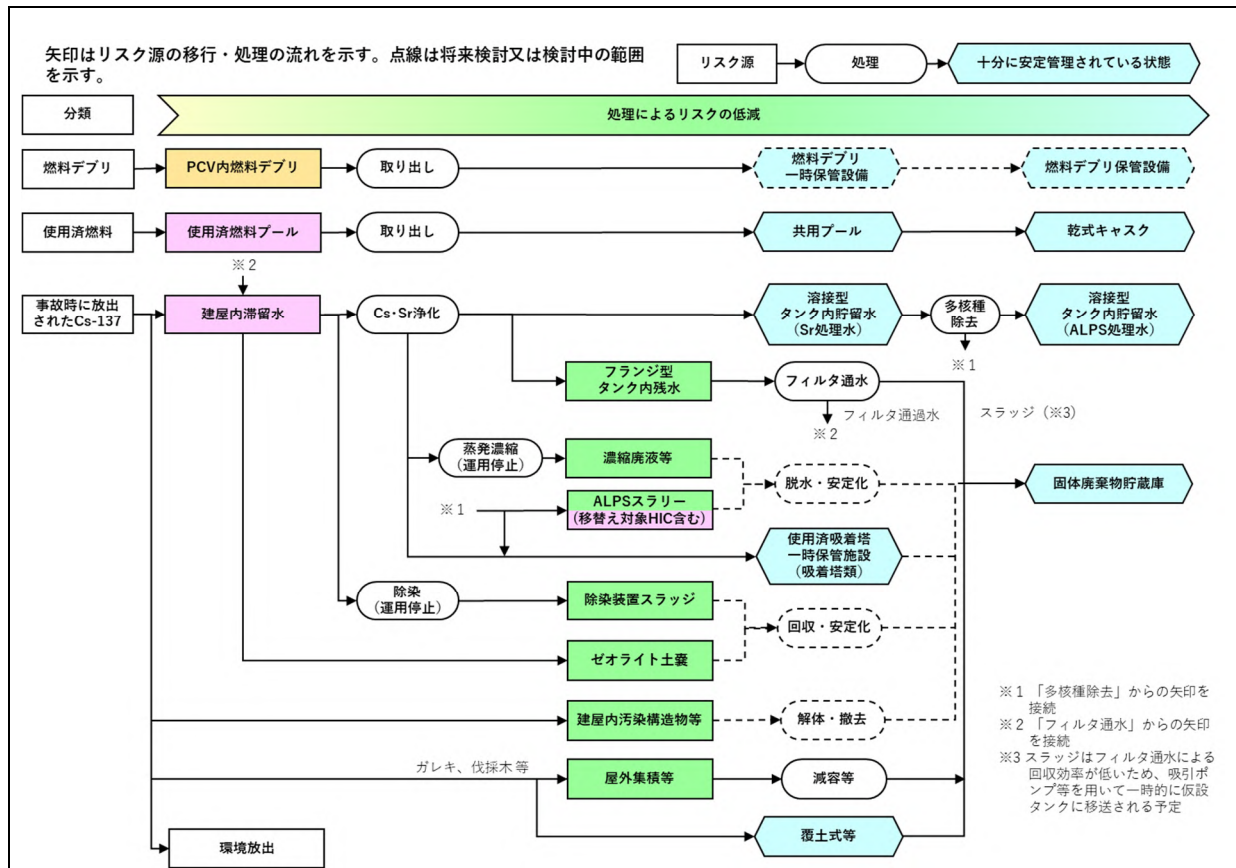 矢印はリスク源の移行・処理の流れを示す。点線は将来検討又は検討中の範囲
を示す。
リスク源
処理
十分に安定管理されている状態
分類
処理によるリスクの低減
燃料デブリ
PCV内燃料デブリ
取り出し
燃料デブリ
一時保管設備
燃料デブリ保管設備
使用済燃料
使用済燃料プール
取り出し
共用プール
乾式キャスク
※2
事故時に放出
されたCs-137
建屋内滞留水
Cs・Sr浄化
溶接型
タンク内貯留水
(Sr処理水)
多核種
除去
溶接型
タンク内貯留水
(ALPS処理水)
※1
フランジ型
タンク内残水
フィルタ通水
フィルタ通過水
※2
スラッジ（※3）
蒸発濃縮
(運用停止)
濃縮廃液等
脱水・安定化
固体廃棄物貯蔵庫
※1
ALPSスラリー
(移替え対象HIC含む)
使用済吸着塔
一時保管施設
(吸着塔類)
除染
(運用停止)
除染装置スラッジ
回収・安定化
ゼオライト土嚢
建屋内汚染構造物等
解体・撤去
ガレキ、伐採木 等
屋外集積等
減容等
覆土式等
環境放出
※1 「多核種除去」からの矢印を
接続
※2 「フィルタ通水」からの矢印
を接続
※3 スラッジはフィルタ通水による
回収効率が低いため、吸引ポ
ンプ等を用いて一時的に仮設
タンクに移送される予定